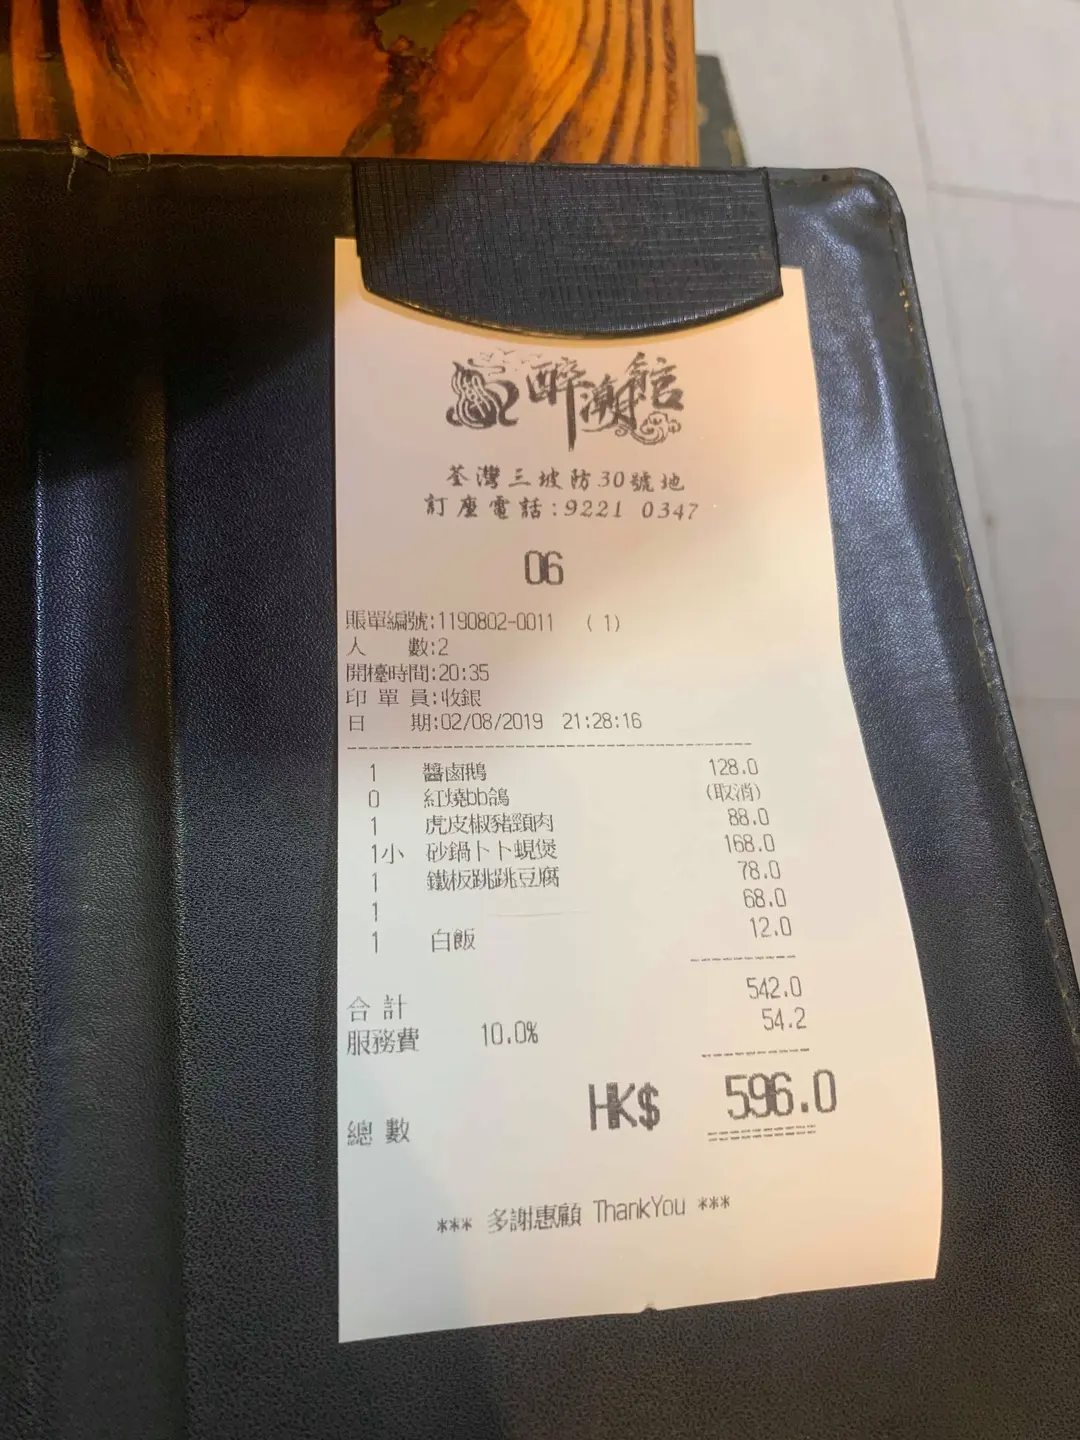 醉潮館
荃灣三坡防30號地
訂座電話:9221 0347
06
賬單編號:1190802-0011 (1)
人 數:2
開檯時間:20:35
印單員:收銀
日 期:02/08/2019 21:28:16
1 醬鹵鵝 128.0
0 紅燒bb鴿 (取消)
1 虎皮椒豬頸肉 88.0
1小 砂鍋卜卜蜆煲 168.0
1 鐵板跳跳豆腐 78.0
1 68.0
1 白飯 12.0
合計 542.0
服務費 10.0% 54.2
總數 HK$ 596.0
*** 多謝惠顧 ThankYou ***